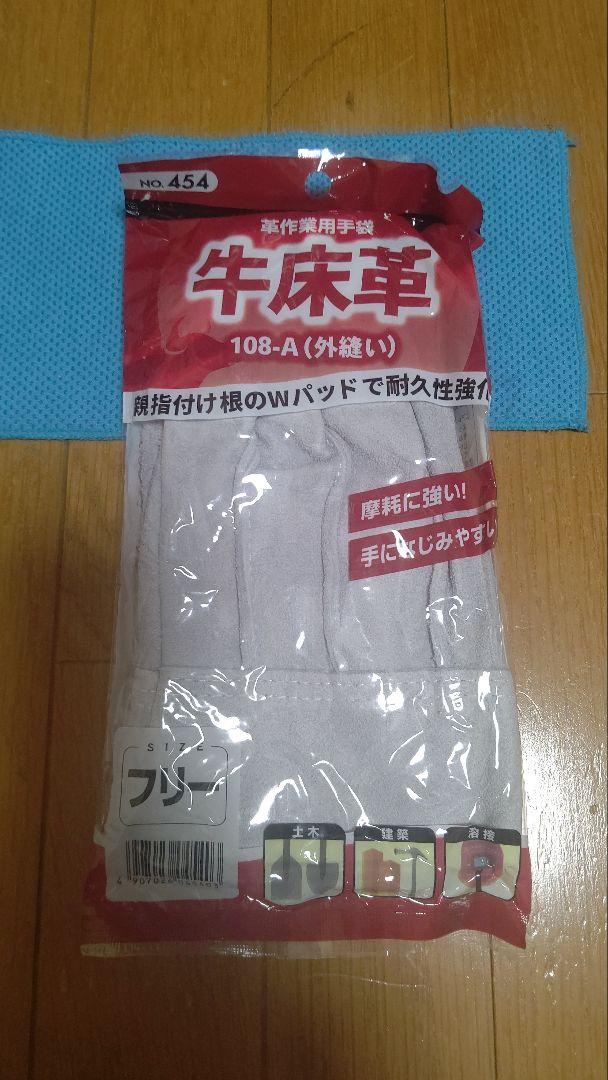 NO. 454
革作業用手袋
牛床革
108-A(外縫い)
親指付け根のWパッドで耐久性強化
摩耗に強い!
手になじみやすい
SIZE
フリー
土木
建築
溶接